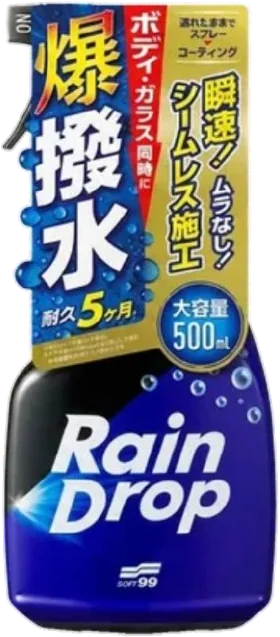 NO
濡れたままで
スプレー
コーティング
ボディ・ガラス同時に
爆
撥水
瞬速！ムラなし！
シームレス施工
耐久5ヶ月
大容量
500mL
Rain
Drop
SOFT99